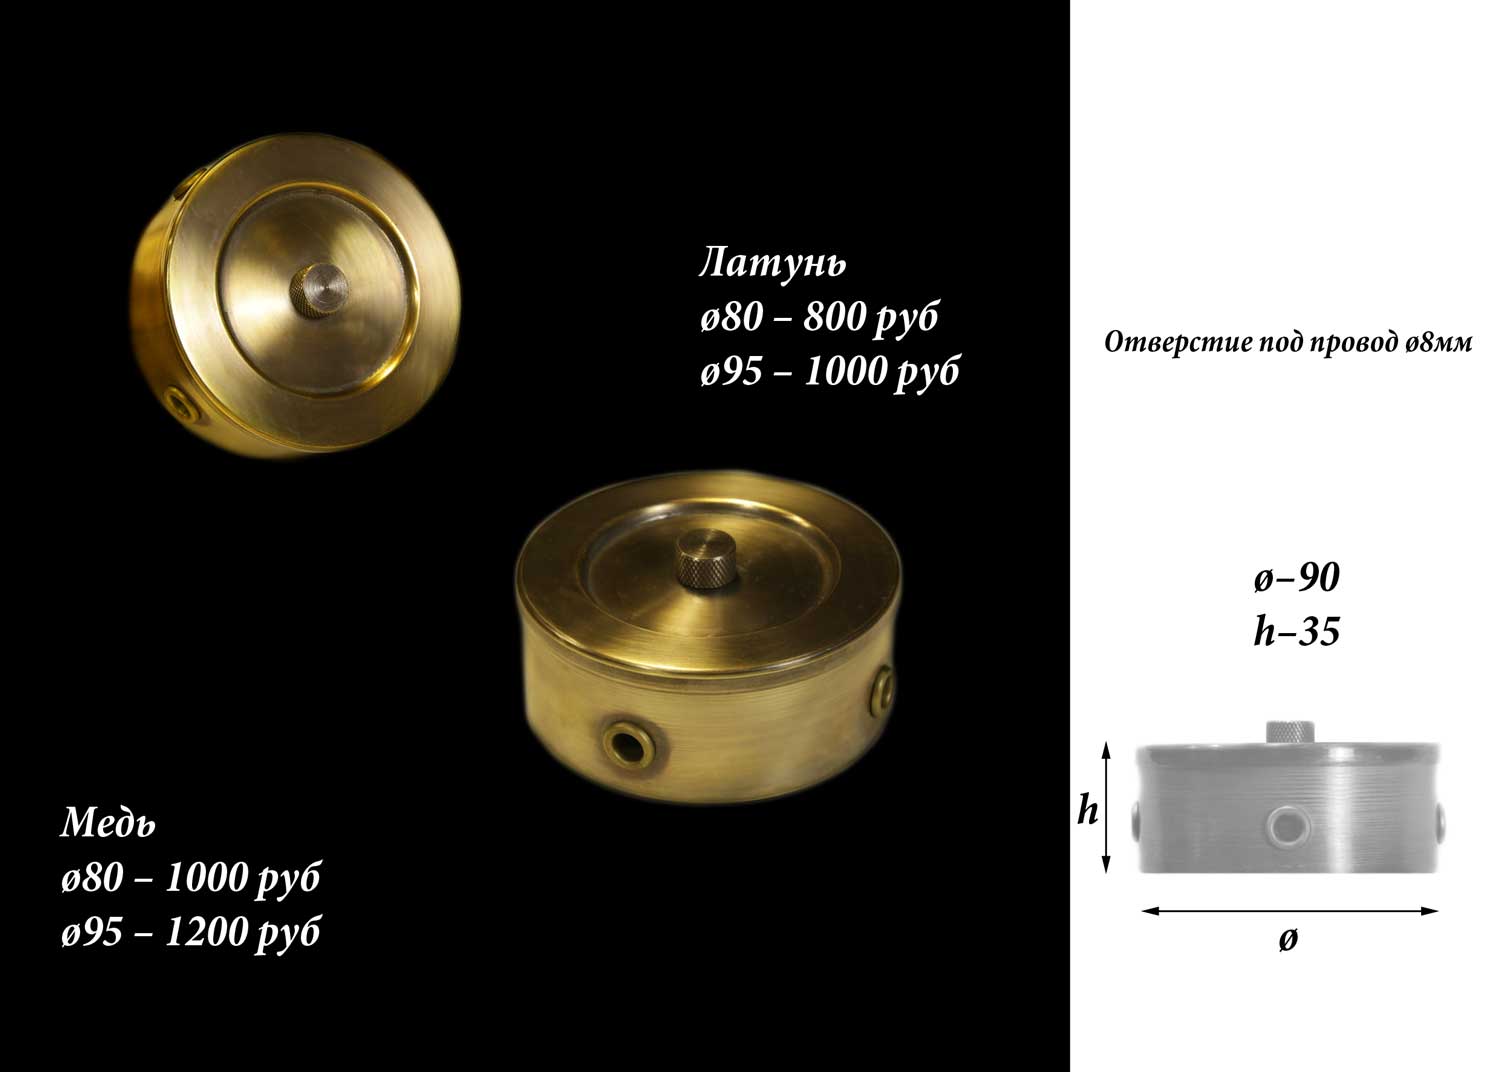 Латунь
ø80 – 800 руб
ø95 – 1000 руб
Медь
ø80 – 1000 руб
ø95 – 1200 руб
Отверстие под провод ø8мм
ø–90
h–35
h
ø